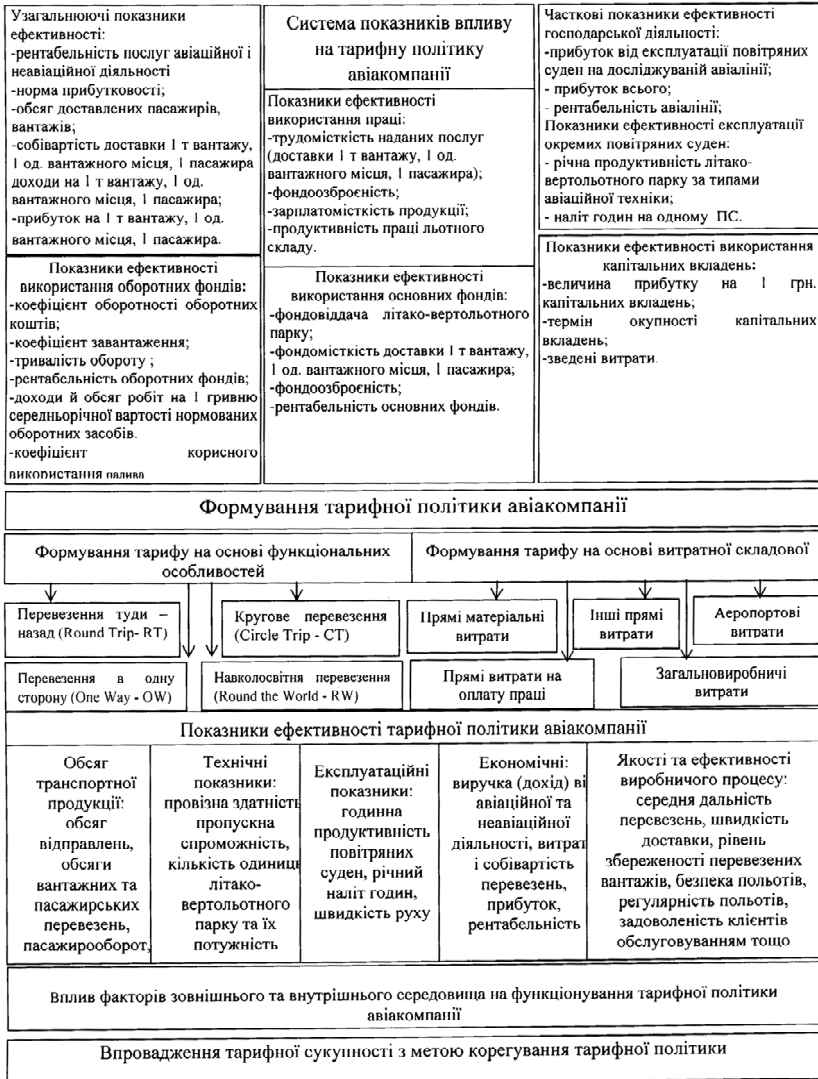 Узагальнюючі показники
ефективності:
-рентабельність послуг авіаційної і
неавіаційної діяльності
-норма прибутковості;
-обсяг доставлених пасажирів,
вантажів;
-собівартість доставки 1 т вантажу,
1 од. вантажного місця, 1 пасажира
доходи на 1 т вантажу, 1 од.
вантажного місця, 1 пасажира;
-прибуток на 1 т вантажу, 1 од.
вантажного місця, 1 пасажира.
Система показників впливу
на тарифну політику
авіакомпанії
Показники ефективності
використання праці:
-трудомісткість наданих послуг
(доставки 1 т вантажу, 1 од.
вантажного місця, 1 пасажира);
-фондоозброєність;
-зарплатомісткість продукції;
-продуктивність праці льотного
складу.
Часткові показники ефективності
господарської діяльності:
-прибуток від експлуатації повітряних
суден на досліджуваній авіалінії;
- прибуток всього;
- рентабельність авіалінії;
Показники ефективності експлуатації
окремих повітряних суден:
- річна продуктивність літако-
вертольотного парку за типами
авіаційної техніки;
- наліт годин на одному ПС.
Показники ефективності
використання оборотних фондів:
-коефіцієнт оборотності оборотних
коштів;
-коефіцієнт завантаження;
-тривалість обороту ;
-рентабельність оборотних фондів;
-доходи й обсяг робіт на 1 гривню
середньорічної вартості нормованих
оборотних засобів.
-коефіцієнт корисного
використання палива
Показники ефективності
використання основних фондів:
-фондовіддача літако-вертольотного
парку;
-фондомісткість доставки 1 т вантажу,
1 од. вантажного місця, 1 пасажира;
-фондоозброєність;
-рентабельність основних фондів.
Показники ефективності використання
капітальних вкладень:
-величина прибутку на 1 грн.
капітальних вкладень;
-термін окупності капітальних
вкладень;
-зведені витрати.
Формування тарифної політики авіакомпанії
Формування тарифу на основі функціональних
особливостей
Формування тарифу на основі витратної складової
Перевезення туди –
назад (Round Trip- RT)
Кругове перевезення
(Circle Trip - CT)
Прямі матеріальні
витрати
Інші прямі
витрати
Аеропортові
витрати
Перевезення в одну
сторону (One Way - OW)
Навколосвітня перевезення
(Round the World - RW)
Прямі витрати на
оплату праці
Загальновиробничі
витрати
Показники ефективності тарифної політики авіакомпанії
Обсяг
транспортної
продукції:
обсяг
відправлень,
обсяги
вантажних та
пасажирських
перевезень,
пасажирооборот,
Технічні
показники:
провізна здатність
пропускна
спроможність,
кількість одиниць
літако-
вертольотного
парку та їх
потужність
Експлуатаційні
показники:
годинна
продуктивність
повітряних
суден, річний
наліт годин,
швидкість руху
Економічні:
виручка (дохід) ві
авіаційної та
неавіаційної
діяльності, витрат
і собівартість
перевезень,
прибуток,
рентабельність
Якості та ефективності
виробничого процесу:
середня дальність
перевезень, швидкість
доставки, рівень
збереженості перевезених
вантажів, безпека польотів,
регулярність польотів,
задоволеність клієнтів
обслуговуванням тощо
Вплив факторів зовнішнього та внутрішнього середовища на функціонування тарифної політики
авіакомпанії
Впровадження тарифної сукупності з метою корегування тарифної політики